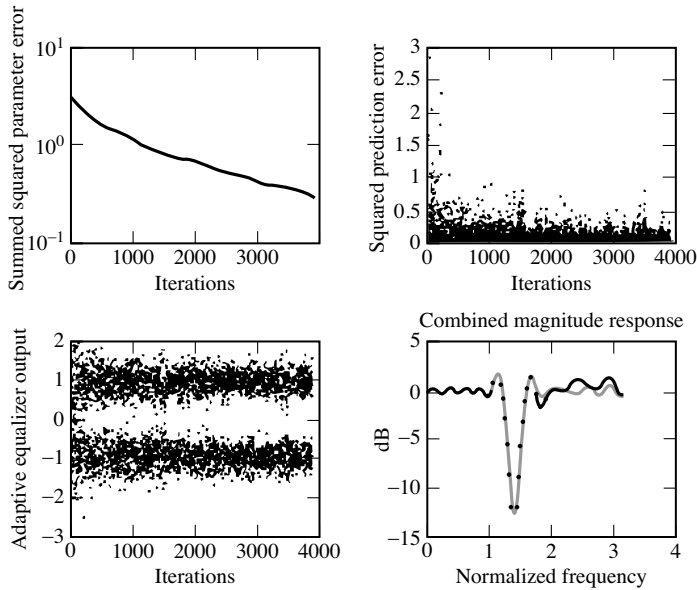 Summed squared parameter error
10^1
10^0
10^−1
0 1000 2000 3000
Iterations
Squared prediction error
3
2.5
2
1.5
1
0.5
0
0 1000 2000 3000 4000
Iterations
Adaptive equalizer output
2
1
0
−1
−2
−3
0 1000 2000 3000 4000
Iterations
Combined magnitude response
dB
5
0
−5
−10
−15
0 1 2 3 4
Normalized frequency